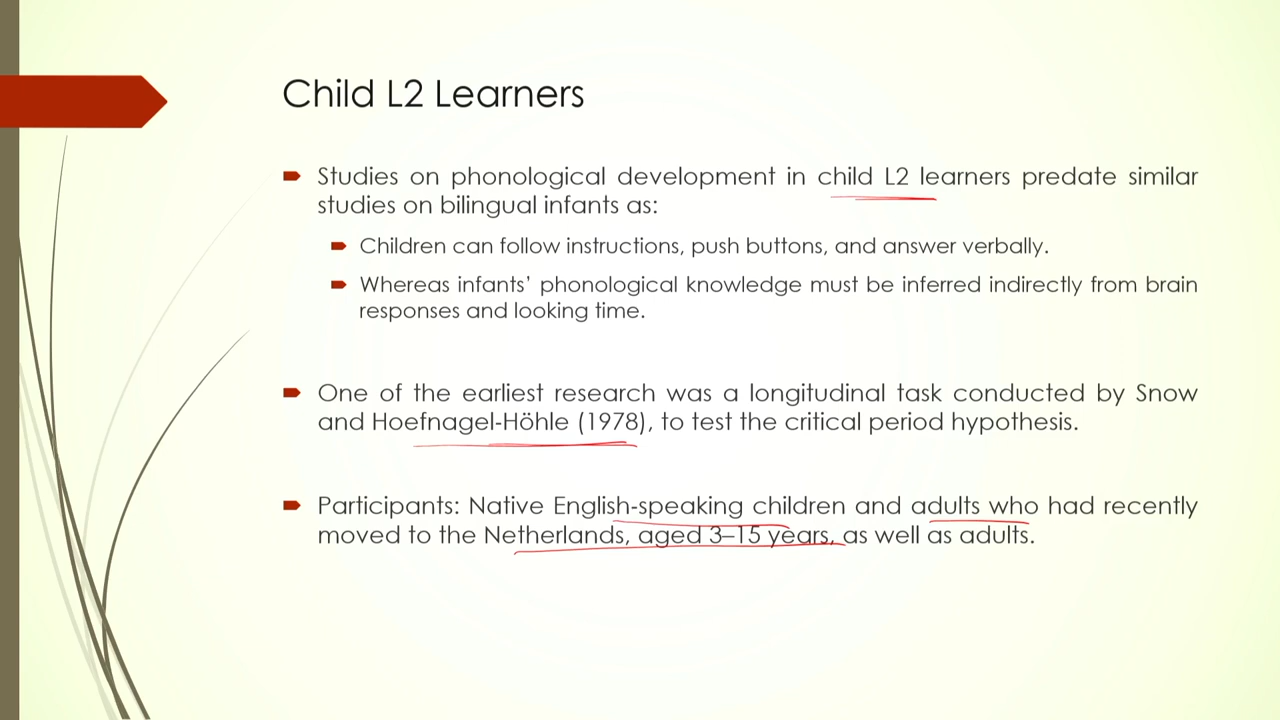 Child L2 Learners
Studies on phonological development in child L2 learners predate similar
studies on bilingual infants as:
Children can follow instructions, push buttons, and answer verbally.
Whereas infants' phonological knowledge must be inferred indirectly from brain
responses and looking time.
One of the earliest research was a longitudinal task conducted by Snow
and Hoefnagel-Höhle (1978), to test the critical period hypothesis.
Participants: Native English-speaking children and adults who had recently
moved to the Netherlands, aged 3–15 years, as well as adults.